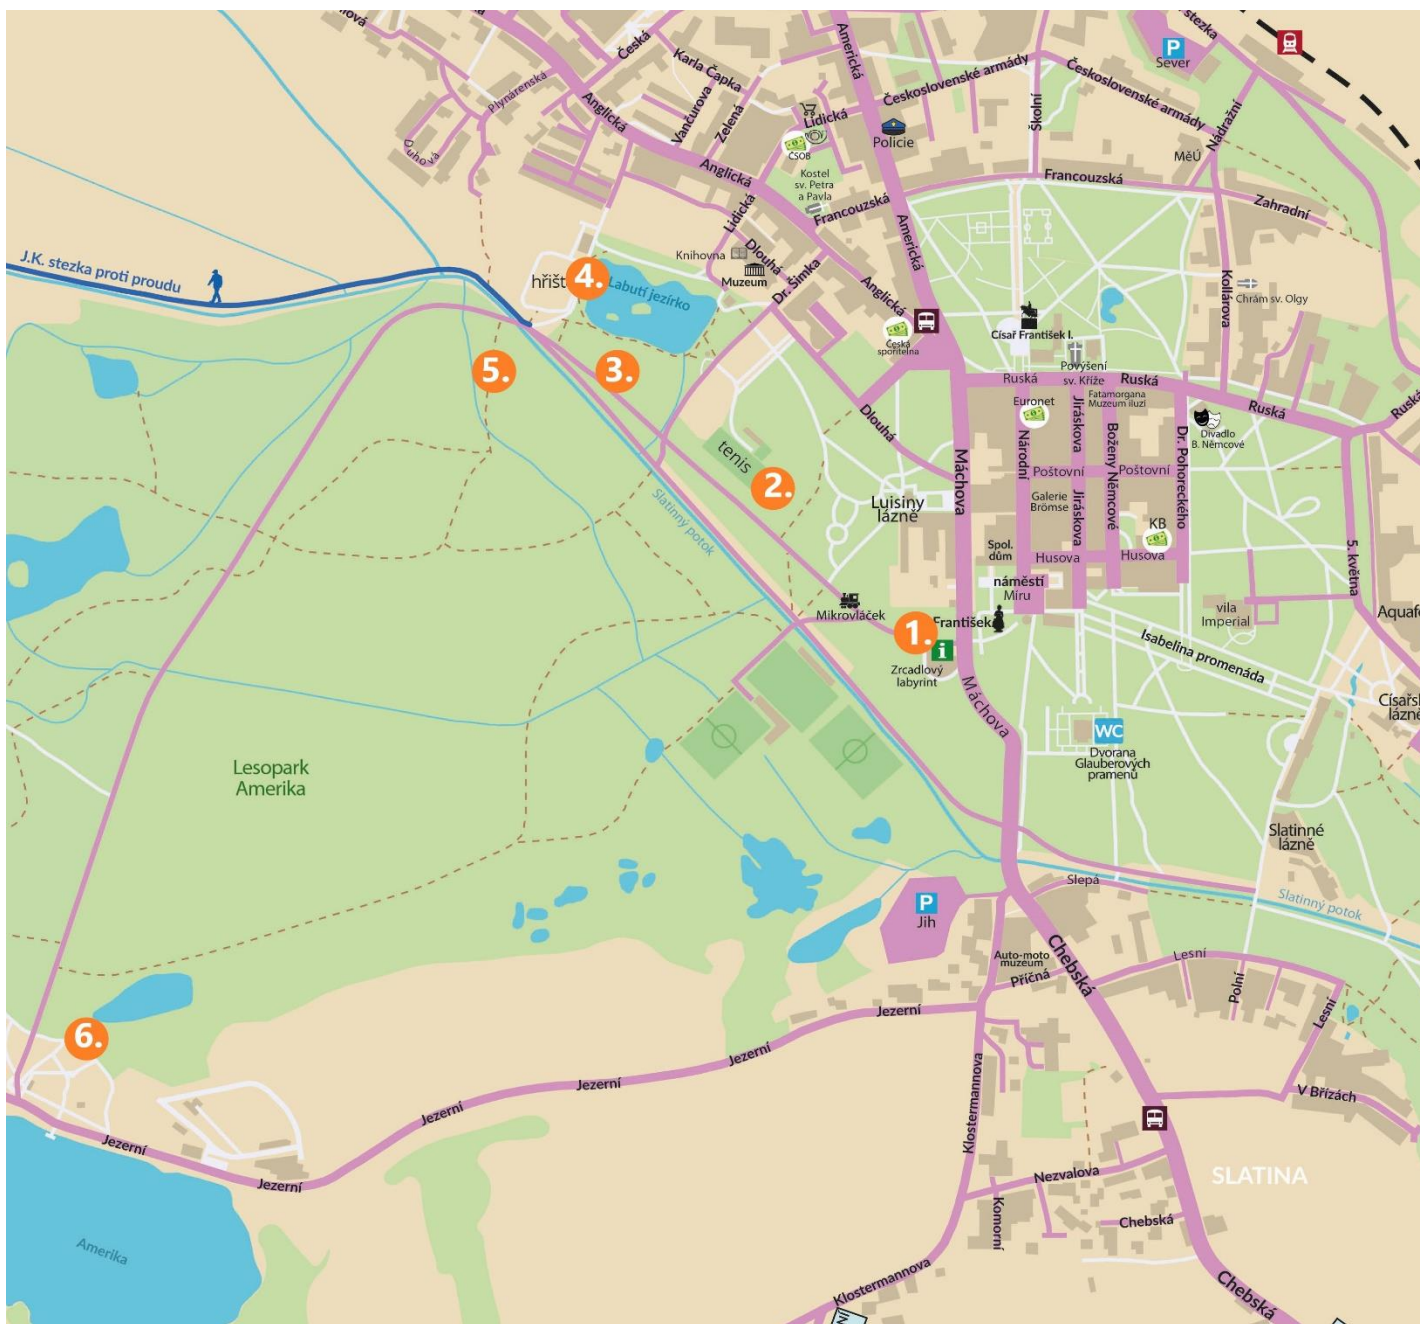 Česká
Karla Čapka
Plynárenská
Duhová
Anglická
Vančurova
Zelená
Anglická
Lidická
ČSOB
Kostel
sv. Petra
a Pavla
Americká
Československé armády
Policie
Školní
P
Sever
stezka
Československé armády
Nádražní
MěÚ
Francouzská
Francouzská
Zahradní
Americká
Lidická
Knihovna
Dlouhá
Muzeum
Dr. Šimka
Anglická
Česká
spořitelna
Císař František I.
Kollárova
Chrám sv. Olgy
J.K. stezka proti proudu
hřišt
4.
Labutí jezírko
5.
3.
Povýšení
sv. Kříže
Ruská
Ruská
Ruská
Ruská
Euronet
Národní
Jiráskova
Fatamorgana
Muzeum iluzí
Boženy Němcové
Dr. Pohoreckého
Divadlo
B. Němcové
Dlouhá
Máchova
tenis
2.
Poštovní
Poštovní
Luisiny
lázně
Galerie
Brömse
Jiráskova
KB
Slatinný potok
Spol.
dům
Husova
Husova
5. května
náměstí
Míru
Mikrovláček
1.
František
i
Zrcadlový
labyrint
vila
Imperial
Aquaf
Isabelina promenáda
Máchova
WC
Dvorana
Glauberových
pramenů
Císařsk
lázně
Lesopark
Amerika
Slatinné
lázně
Slepá
Slatinný potok
P
Jih
Auto-moto
muzeum
Příčná
Chebská
Lesní
Polní
Lesní
6.
Jezerní
Jezerní
Jezerní
Jezerní
Jezerní
Jezerní
Klostermannova
V Břízách
Nezvalova
SLATINA
Komorní
Chebská
Amerika
Klostermannova
Chebská